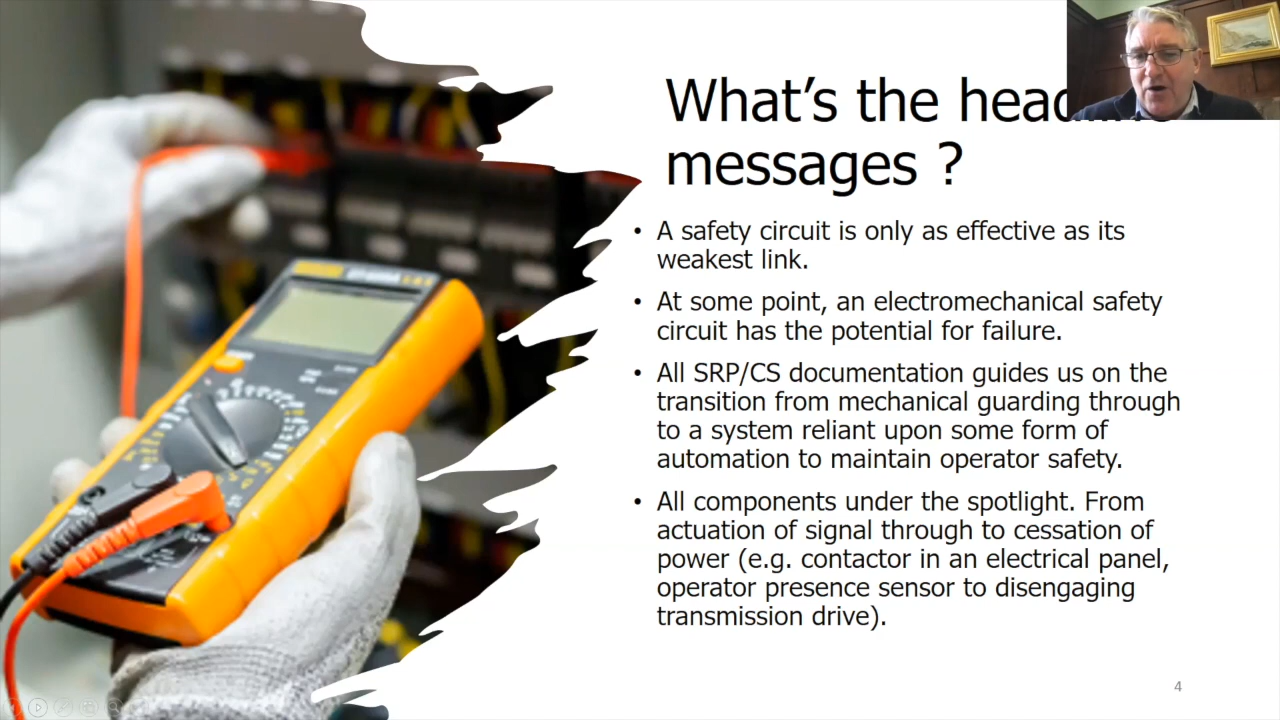 What's the headline
messages ?
• A safety circuit is only as effective as its
weakest link.
• At some point, an electromechanical safety
circuit has the potential for failure.
• All SRP/CS documentation guides us on the
transition from mechanical guarding through
to a system reliant upon some form of
automation to maintain operator safety.
• All components under the spotlight. From
actuation of signal through to cessation of
power (e.g. contactor in an electrical panel,
operator presence sensor to disengaging
transmission drive).
4